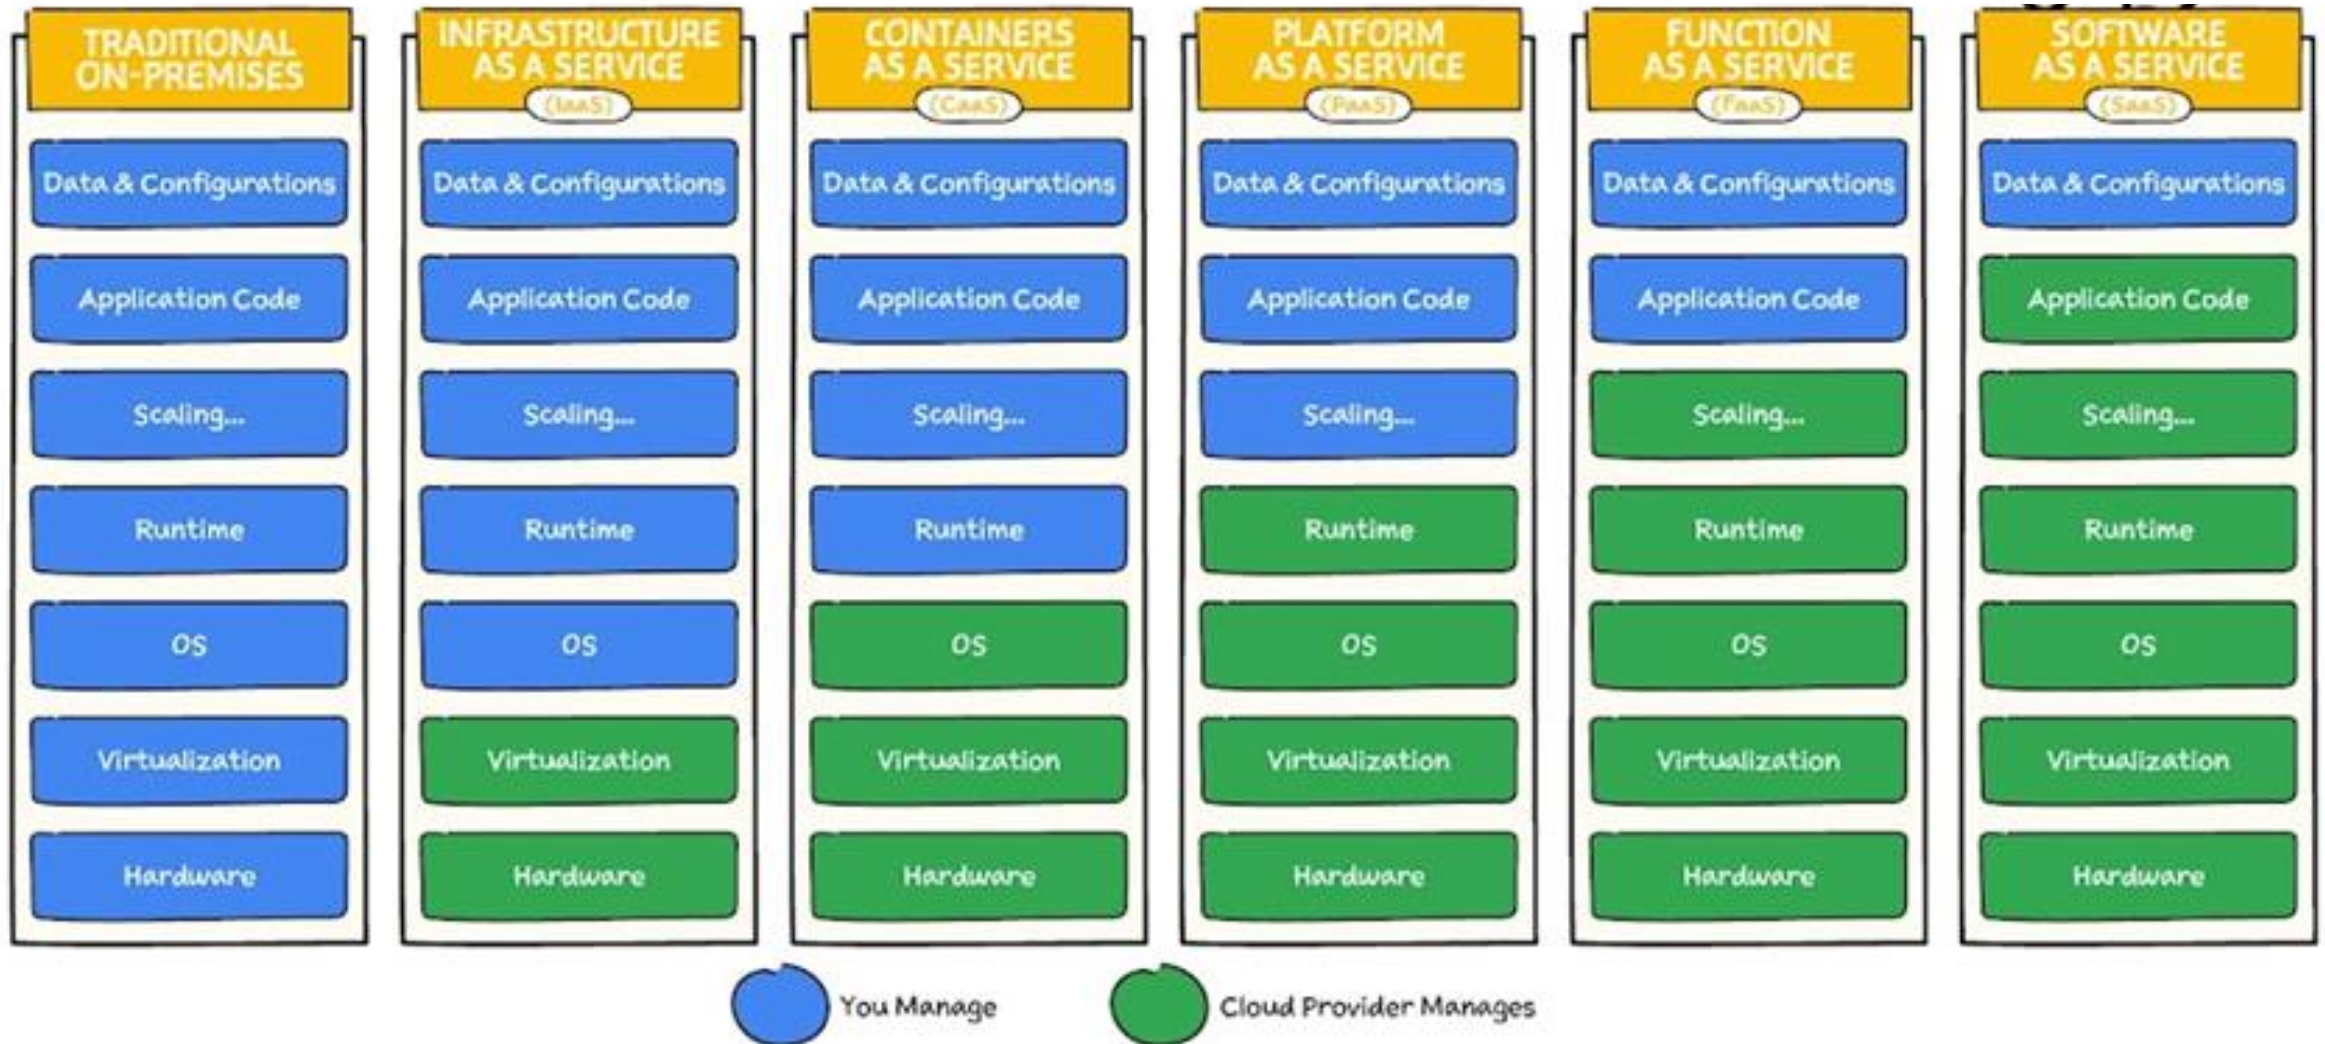 TRADITIONAL
ON-PREMISES
Data & Configurations
Application Code
Scaling...
Runtime
OS
Virtualization
Hardware
INFRASTRUCTURE
AS A SERVICE
(IaaS)
Data & Configurations
Application Code
Scaling...
Runtime
OS
Virtualization
Hardware
CONTAINERS
AS A SERVICE
(CaaS)
Data & Configurations
Application Code
Scaling...
Runtime
OS
Virtualization
Hardware
PLATFORM
AS A SERVICE
(PaaS)
Data & Configurations
Application Code
Scaling...
Runtime
OS
Virtualization
Hardware
FUNCTION
AS A SERVICE
(FaaS)
Data & Configurations
Application Code
Scaling...
Runtime
OS
Virtualization
Hardware
SOFTWARE
AS A SERVICE
(SaaS)
Data & Configurations
Application Code
Scaling...
Runtime
OS
Virtualization
Hardware
You Manage
Cloud Provider Manages